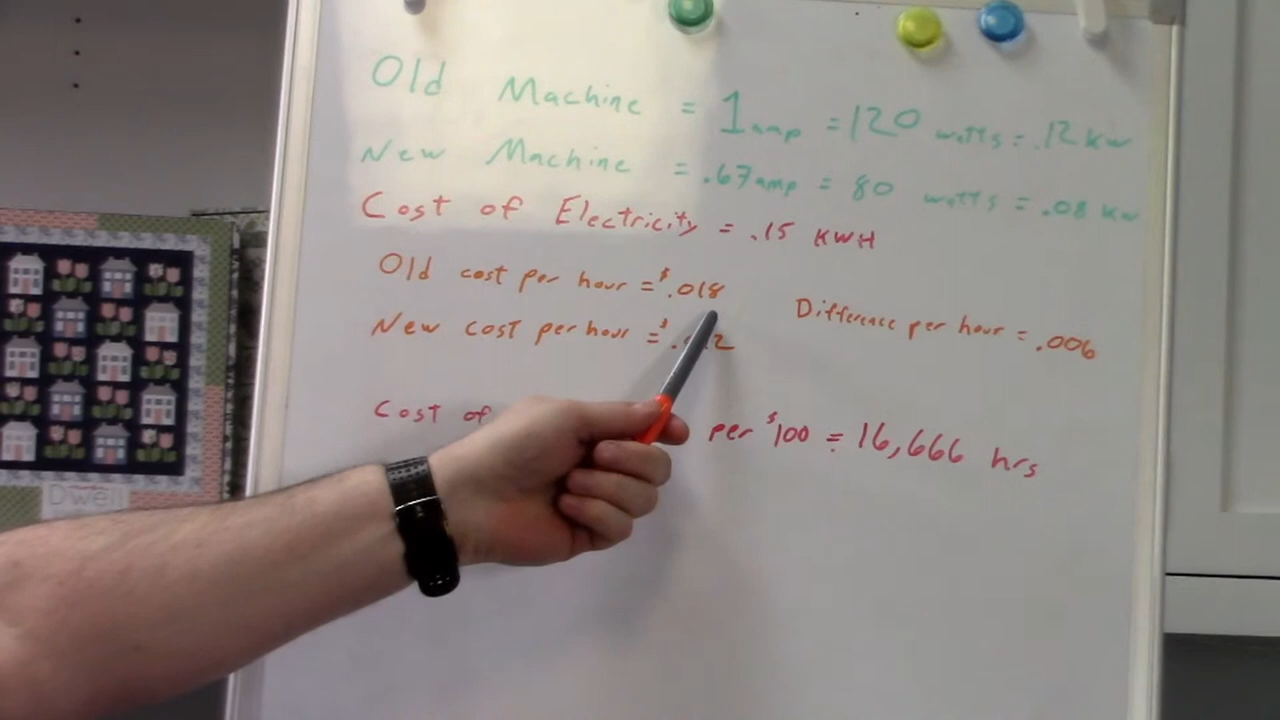 Old Machine = 1amp = 120 watts = .12 kw
New Machine = .67amp = 80 watts = .08 kw
Cost of Electricity = .15 KWH
Old cost per hour = $.018
New cost per hour = $.2
Difference per hour = .006
Cost of per $100 = 16,666 hrs
Dwell